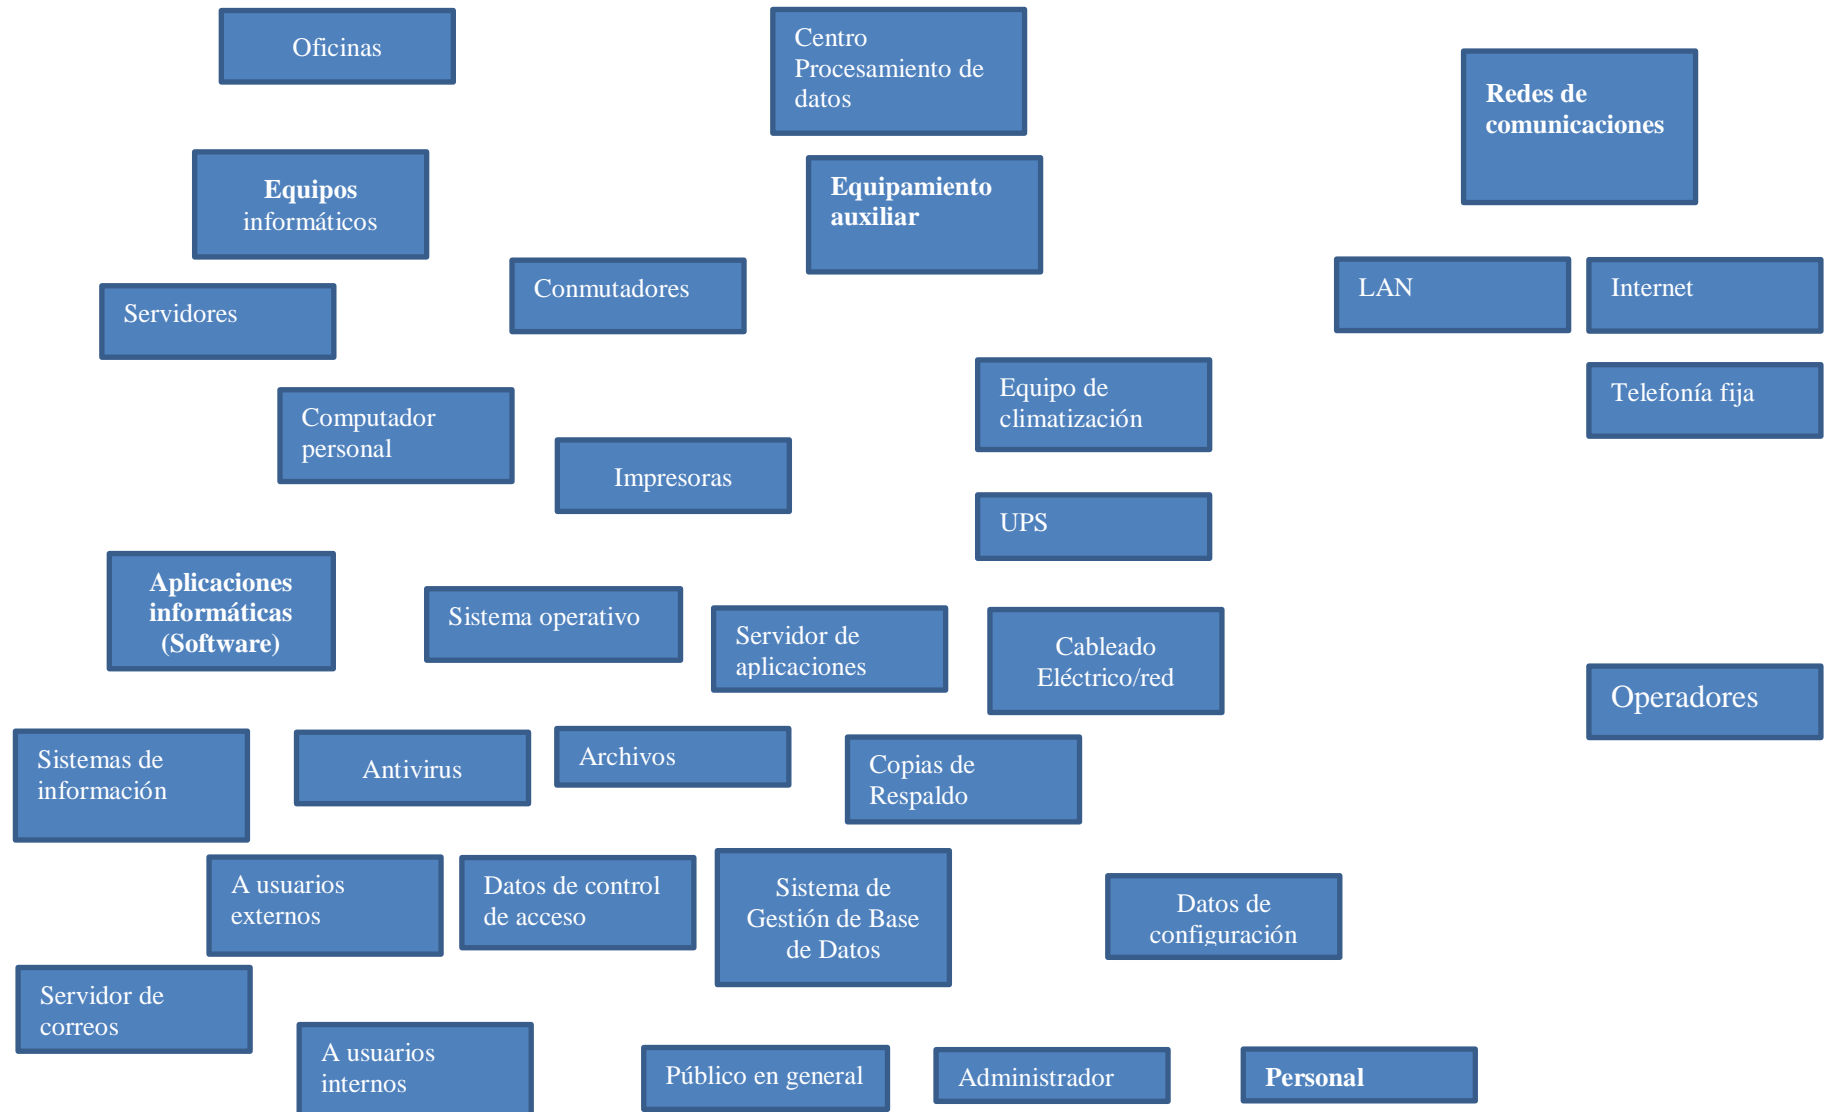 Oficinas
Centro
Procesamiento de
datos
Redes de
comunicaciones
Equipos
informáticos
Equipamiento
auxiliar
Servidores
Conmutadores
LAN
Internet
Computador
personal
Equipo de
climatización
Telefonía fija
Impresoras
UPS
Aplicaciones
informáticas
(Software)
Sistema operativo
Servidor de
aplicaciones
Cableado
Eléctrico/red
Operadores
Sistemas de
información
Antivirus
Archivos
Copias de
Respaldo
A usuarios
externos
Datos de control
de acceso
Sistema de
Gestión de Base
de Datos
Datos de
configuración
Servidor de
correos
A usuarios
internos
Público en general
Administrador
Personal